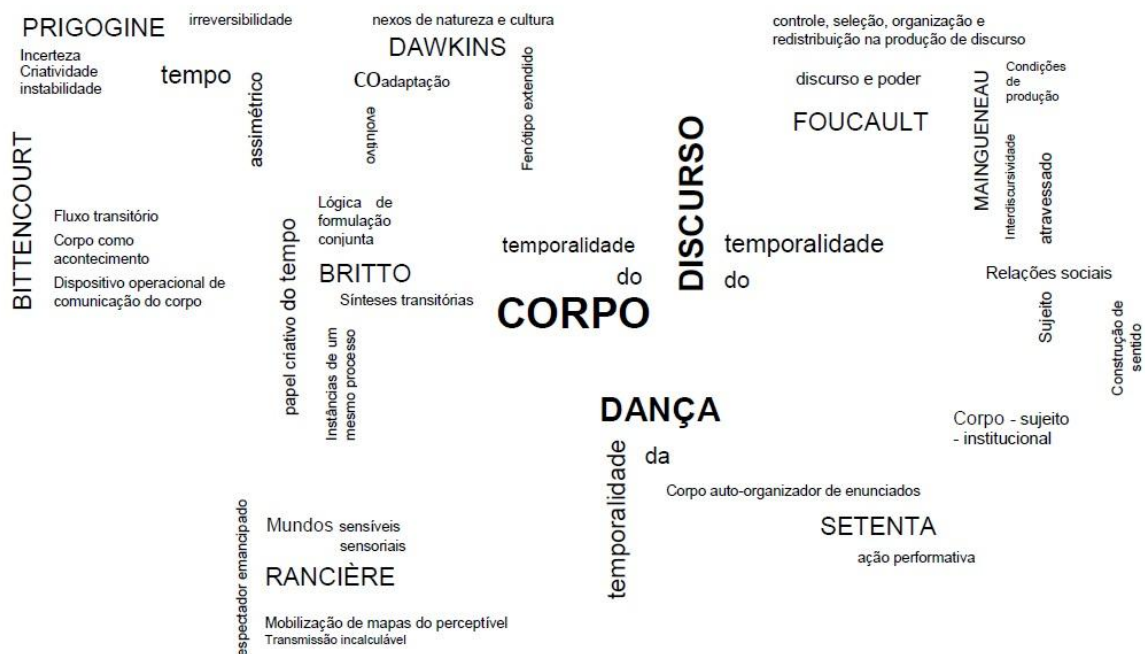 PRIGOGINE
irreversibilidade
Incerteza
Criatividade
instabilidade
tempo
assimétrico
nexos de natureza e cultura
DAWKINS
COadaptação
evolutivo
Fenótipo extendido
controle, seleção, organização e
redistribuição na produção de discurso
discurso e poder
FOUCAULT
MAINGUENEAU
Condições
de
produção
Interdiscursividade
atravessado
BITTENCOURT
Fluxo transitório
Corpo como
acontecimento
Dispositivo operacional de
comunicação do corpo
papel criativo do tempo
Lógica de
formulação
conjunta
BRITTO
Sínteses transitórias
Instâncias de um
mesmo processo
temporalidade
do
CORPO
DISCURSO
temporalidade
do
Relações sociais
Sujeito
Construção de
sentido
Corpo - sujeito
- institucional
DANÇA
da
temporalidade
Corpo auto-organizador de enunciados
SETENTA
ação performativa
espectador emancipado
Mundos sensíveis
sensoriais
RANCIÈRE
Mobilização de mapas do perceptível
Transmissão incalculável